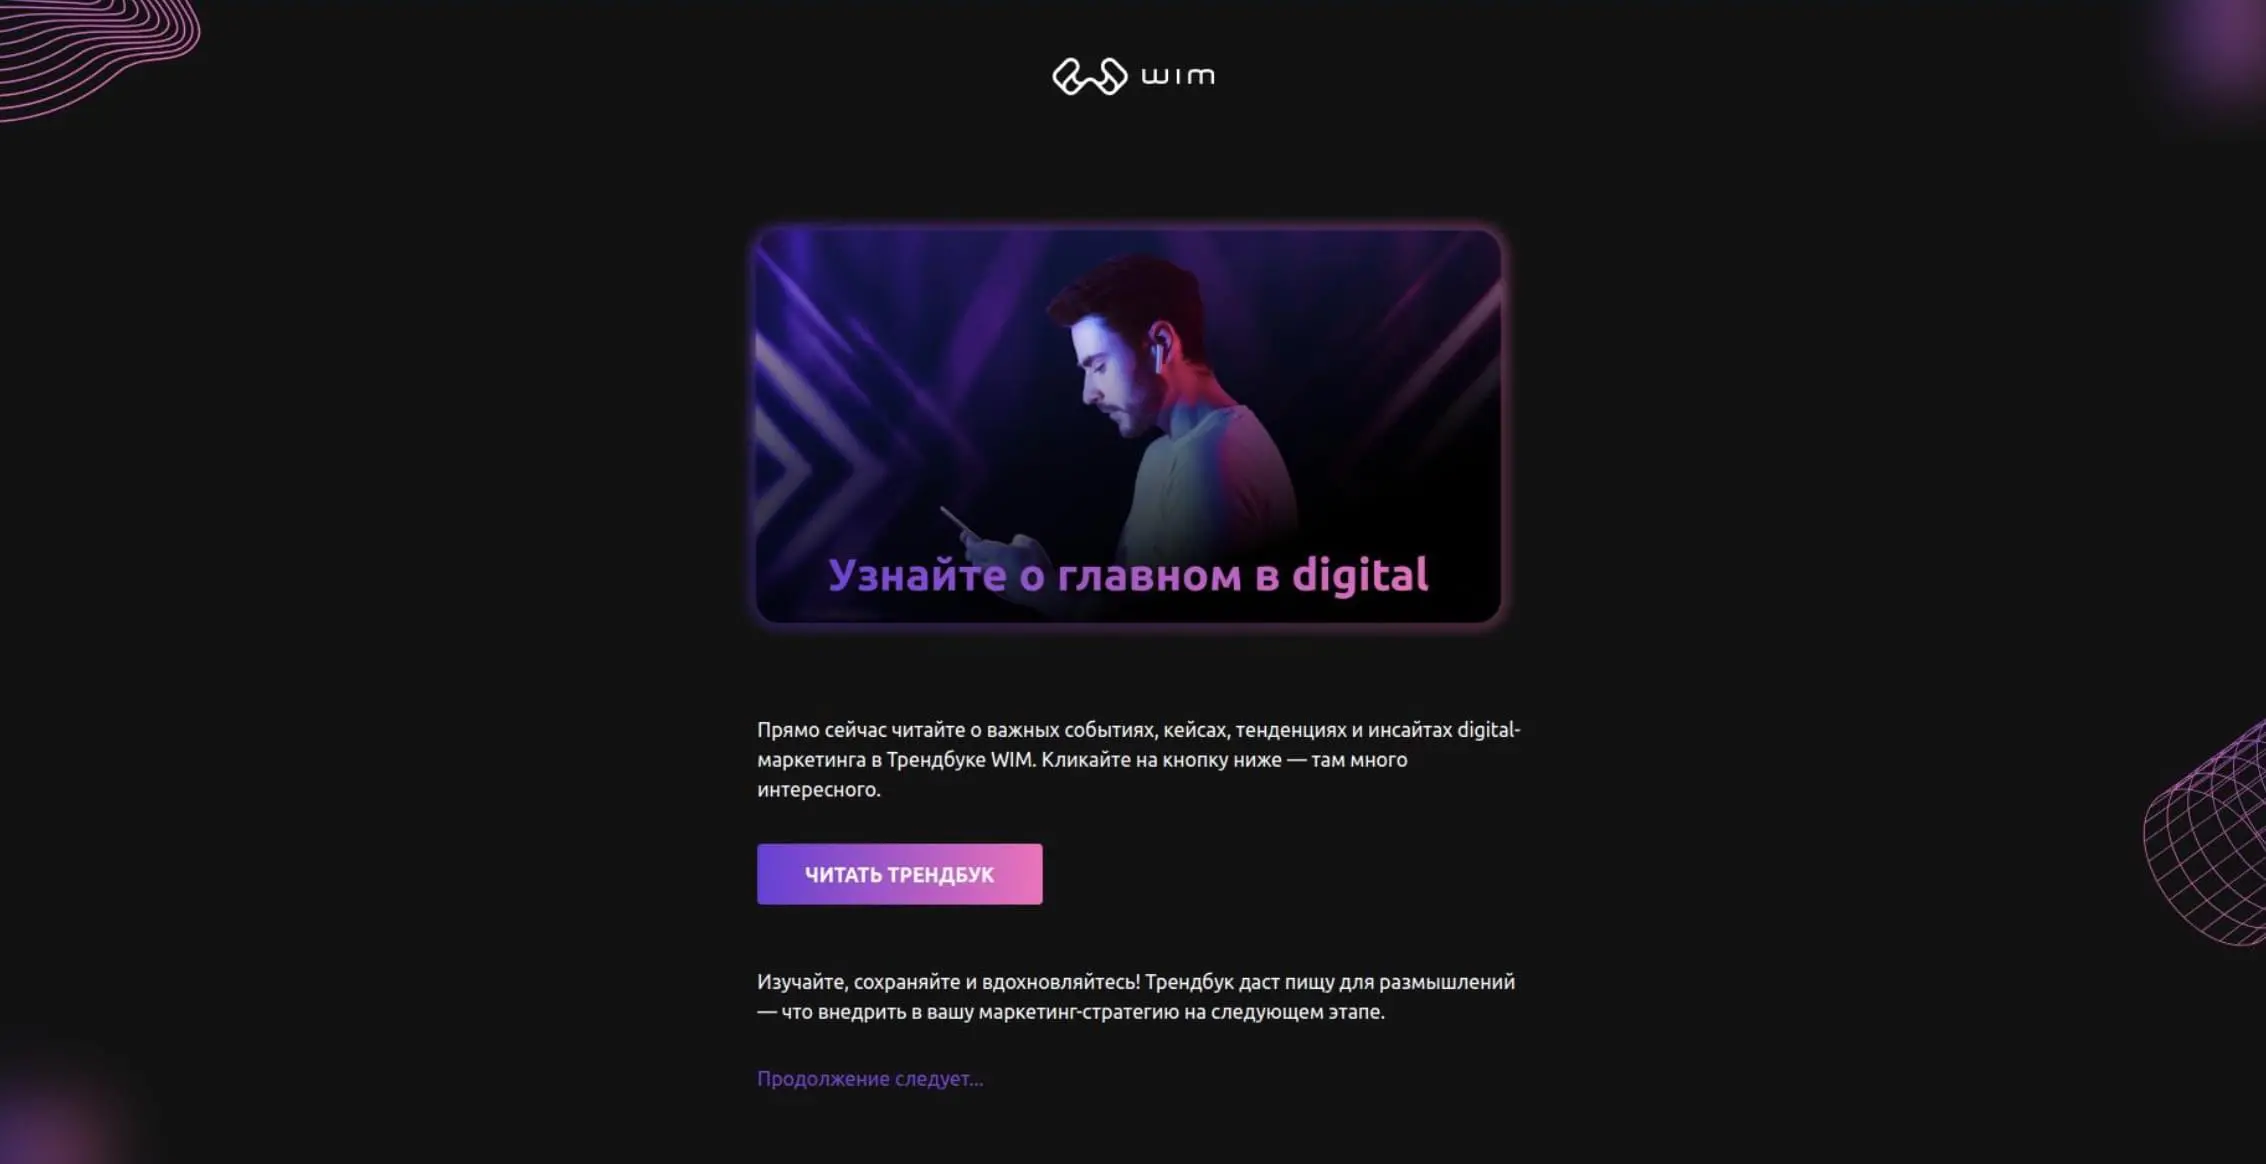 wim
Узнайте о главном в digital
Прямо сейчас читайте о важных событиях, кейсах, тенденциях и инсайтах digital-
маркетинга в Трендбуке WIM. Кликайте на кнопку ниже — там много
интересного.
ЧИТАТЬ ТРЕНДБУК
Изучайте, сохраняйте и вдохновляйтесь! Трендбук даст пищу для размышлений
— что внедрить в вашу маркетинг-стратегию на следующем этапе.
Продолжение следует...